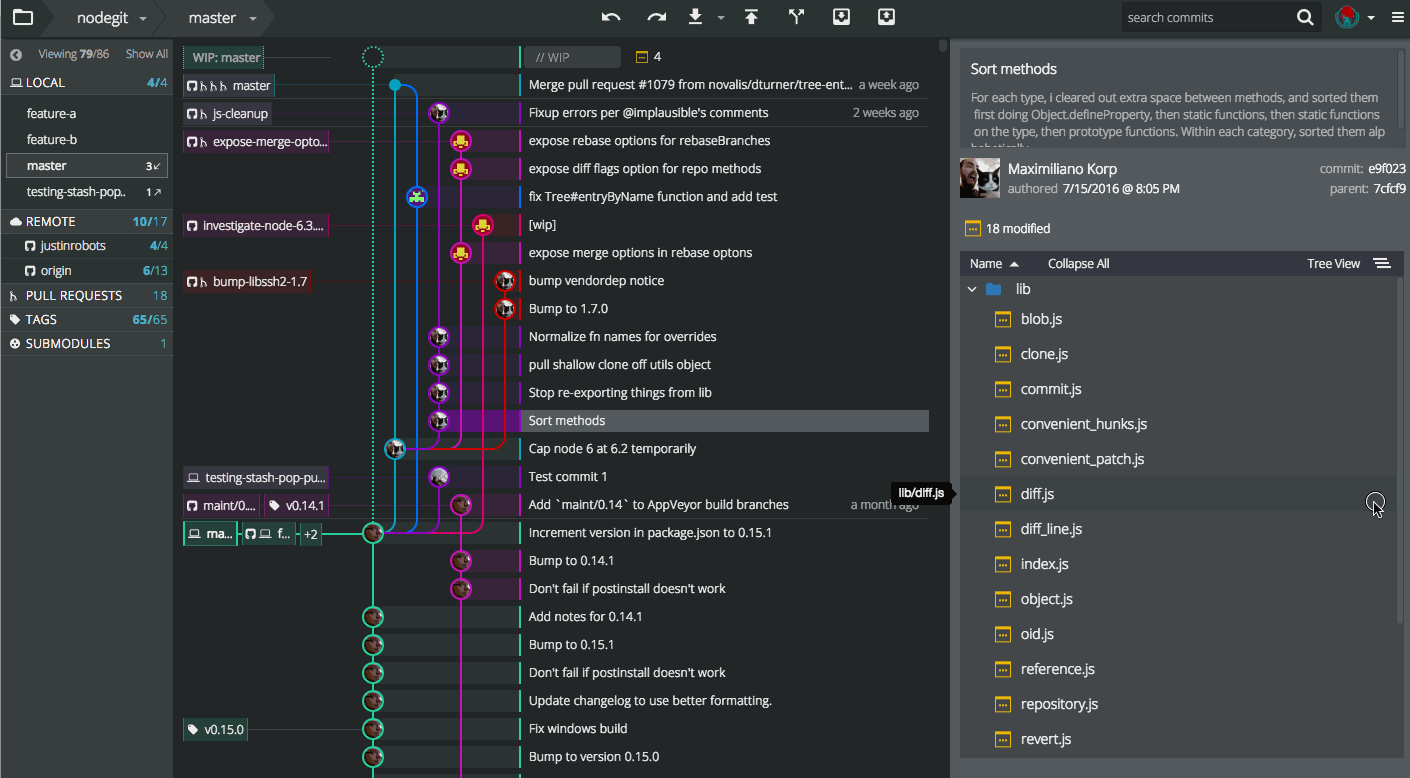 nodegit
master
search commits
Viewing 79/86 Show All
LOCAL 4/4
feature-a
feature-b
master 3↙
testing-stash-pop.. 1↗
REMOTE 10/17
justinrobots 4/4
origin 6/13
PULL REQUESTS 18
TAGS 65/65
SUBMODULES 1
WIP: master // WIP 4
master Merge pull request #1079 from novalis/dturner/tree-ent... a week ago
js-cleanup Fixup errors per @implausible's comments 2 weeks ago
expose-merge-opto... expose rebase options for rebaseBranches
expose diff flags option for repo methods
fix Tree#entryByName function and add test
investigate-node-6.3.... [wip]
expose merge options in rebase optons
bump-libssh2-1.7 bump vendordep notice
Bump to 1.7.0
Normalize fn names for overrides
pull shallow clone off utils object
Stop re-exporting things from lib
Sort methods
Cap node 6 at 6.2 temporarily
testing-stash-pop-pu... Test commit 1
maint/0.... v0.14.1 Add `maint/0.14` to AppVeyor build branches a month ago
ma... f... +2 Increment version in package.json to 0.15.1
Bump to 0.14.1
Don't fail if postinstall doesn't work
Add notes for 0.14.1
Bump to 0.15.1
Don't fail if postinstall doesn't work
Update changelog to use better formatting.
v0.15.0 Fix windows build
Bump to version 0.15.0
Sort methods
For each type, i cleared out extra space between methods, and sorted them
first doing Object.defineProperty, then static functions, then static functions
on the type, then prototype functions. Within each category, sorted them alp
habetically
Maximiliano Korp commit: e9f023
authored 7/15/2016 @ 8:05 PM parent: 7cfcf9
18 modified
Name Collapse All Tree View
lib
blob.js
clone.js
commit.js
convenient_hunks.js
convenient_patch.js
lib/diff.js
diff.js
diff_line.js
index.js
object.js
oid.js
reference.js
repository.js
revert.js